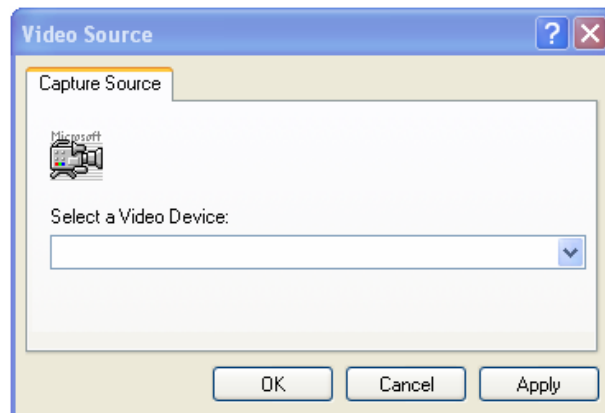 Video Source
Capture Source
Microsoft
Select a Video Device:
OK Cancel Apply